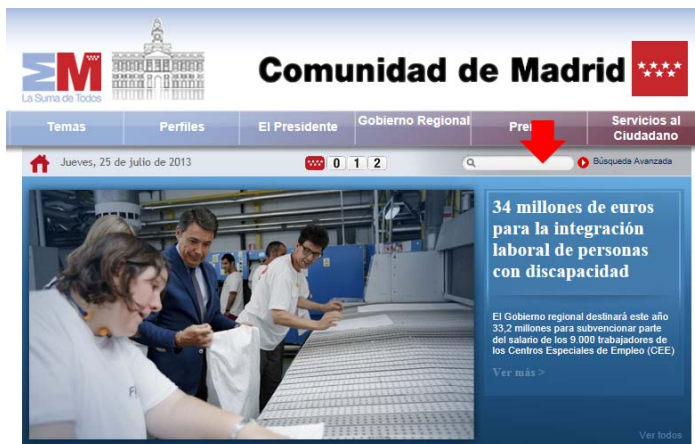 La Suma de Todos
Comunidad de Madrid
Temas
Perfiles
El Presidente
Gobierno Regional
Servicios al
Ciudadano
Jueves, 25 de julio de 2013
0 1 2
Búsqueda Avanzada
34 millones de euros
para la integración
laboral de personas
con discapacidad
El Gobierno regional destinará este año
33,2 millones para subvencionar parte
del salario de los 9.000 trabajadores de
los Centros Especiales de Empleo (CEE)
Ver más >
Ver todos